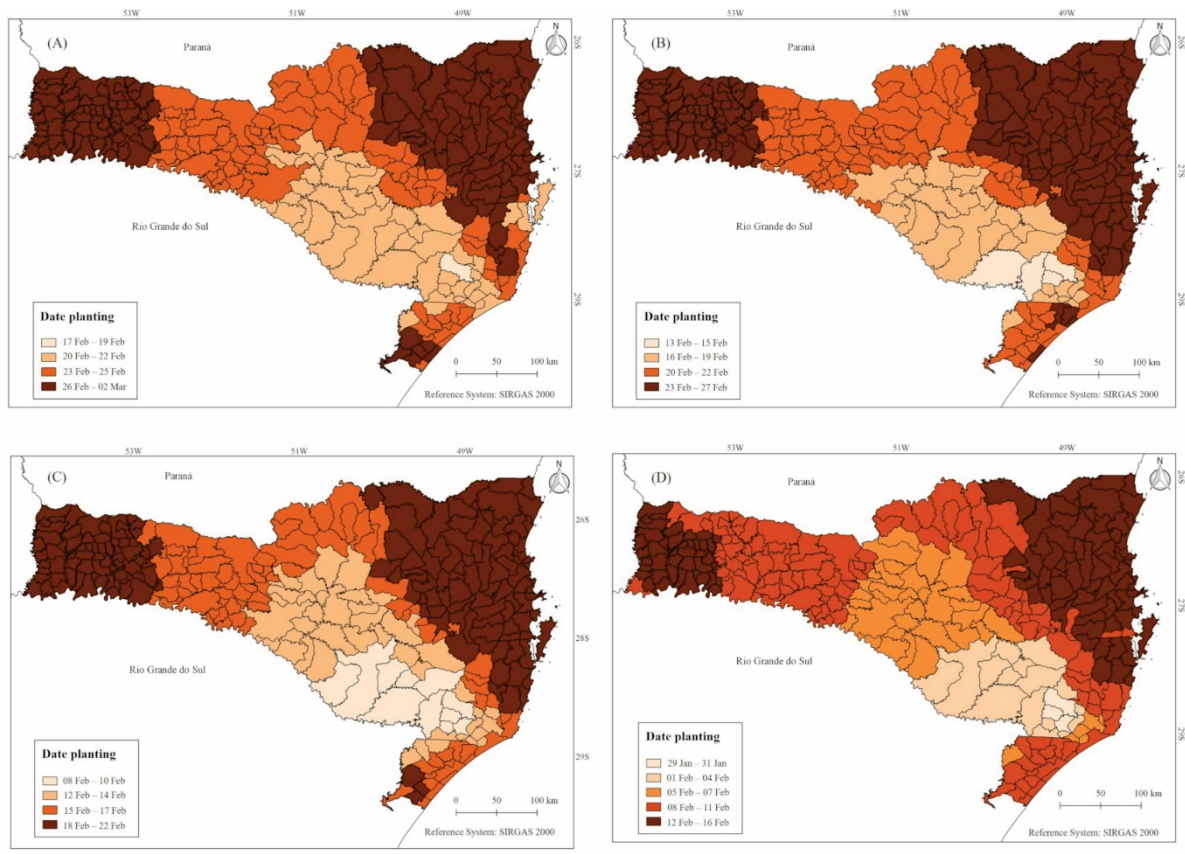 51W
49W
(A)
Paraná
N
26S
27S
Rio Grande do Sul
29S
Date planting
17 Feb – 19 Feb
20 Feb – 22 Feb
23 Feb – 25 Feb
26 Feb – 02 Mar
0 50 100 km
Reference System: SIRGAS 2000
53W
51W
49W
(B)
Paraná
N
26S
27S
Rio Grande do Sul
29S
Date planting
13 Feb – 15 Feb
16 Feb – 19 Feb
20 Feb – 22 Feb
23 Feb – 27 Feb
0 50 100 km
Reference System: SIRGAS 2000
53W
51W
49W
(C)
Paraná
N
26S
28S
Rio Grande do Sul
29S
Date planting
08 Feb – 10 Feb
12 Feb – 14 Feb
15 Feb – 17 Feb
18 Feb – 22 Feb
0 50 100 km
Reference System: SIRGAS 2000
53W
51W
49W
(D)
Paraná
N
26S
27S
Rio Grande do Sul
29S
Date planting
29 Jan – 31 Jan
01 Feb – 04 Feb
05 Feb – 07 Feb
08 Feb – 11 Feb
12 Feb – 16 Feb
0 50 100 km
Reference System: SIRGAS 2000